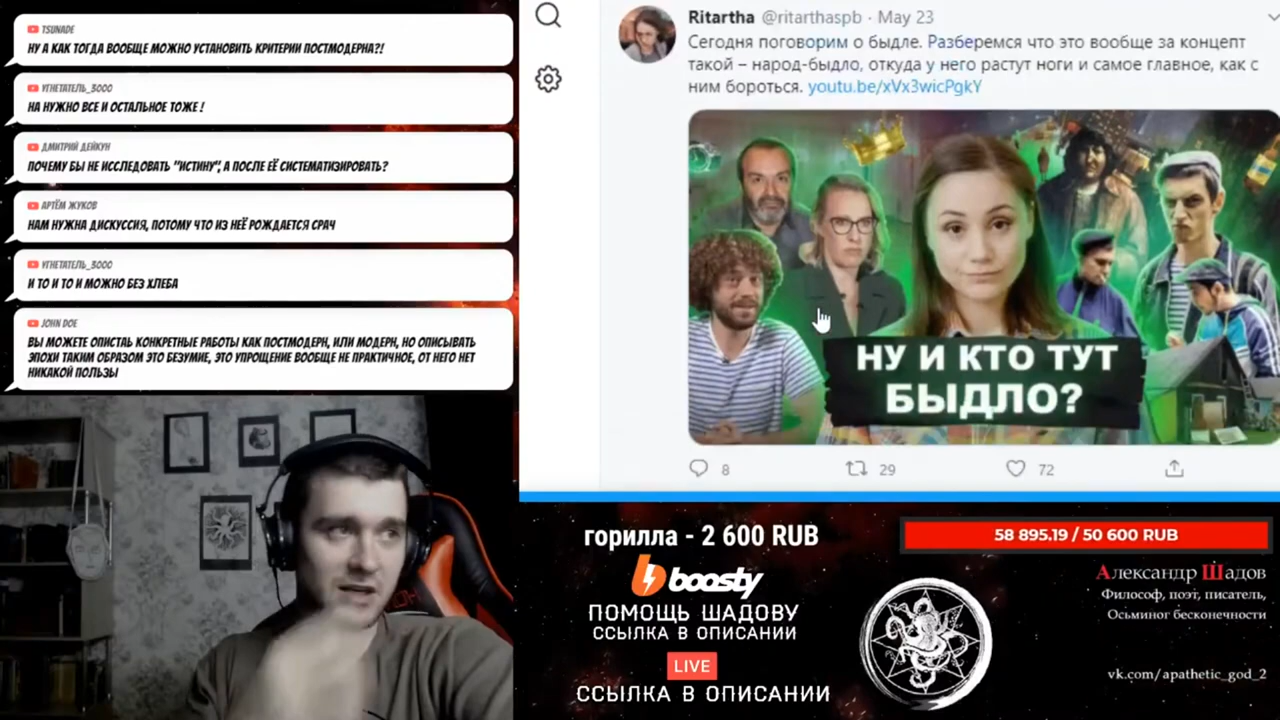 TSUNADE
НУ А КАК ТОГДА ВООБЩЕ МОЖНО УСТАНОВИТЬ КРИТЕРИИ ПОСТМОДЕРНА?!
УГНЕТАТЕЛЬ_3000
НА НУЖНО ВСЕ И ОСТАЛЬНОЕ ТОЖЕ !
ДМИТРИЙ ДЕЙКУН
ПОЧЕМУ БЫ НЕ ИССЛЕДОВАТЬ "ИСТИНУ", А ПОСЛЕ ЕЁ СИСТЕМАТИЗИРОВАТЬ?
АРТЁМ ЖУКОВ
НАМ НУЖНА ДИСКУССИЯ, ПОТОМУ ЧТО ИЗ НЕЁ РОЖДАЕТСЯ СРАЧ
УГНЕТАТЕЛЬ_3000
И ТО И ТО И МОЖНО БЕЗ ХЛЕБА
JOHN DOE
ВЫ МОЖЕТЕ ОПИСТАЬ КОНКРЕТНЫЕ РАБОТЫ КАК ПОСТМОДЕРН, ИЛИ МОДЕРН, НО ОПИСЫВАТЬ
ЭПОХИ ТАКИМ ОБРАЗОМ ЭТО БЕЗУМИЕ, ЭТО УПРОЩЕНИЕ ВООБЩЕ НЕ ПРАКТИЧНОЕ, ОТ НЕГО НЕТ
НИКАКОЙ ПОЛЬЗЫ
Ritartha @ritarthaspb · May 23
Сегодня поговорим о быдле. Разберемся что это вообще за концепт
такой – народ-быдло, откуда у него растут ноги и самое главное, как с
ним бороться. youtu.be/xVx3wicPgkY
НУ И КТО ТУТ
БЫДЛО?
8 29 72
горилла - 2 600 RUB
boosty
ПОМОЩЬ ШАДОВУ
ССЫЛКА В ОПИСАНИИ
LIVE
ССЫЛКА В ОПИСАНИИ
58 895.19 / 50 600 RUB
Александр Шадов
Философ, поэт, писатель,
Осьминог бесконечности
vk.com/apathetic_god_2